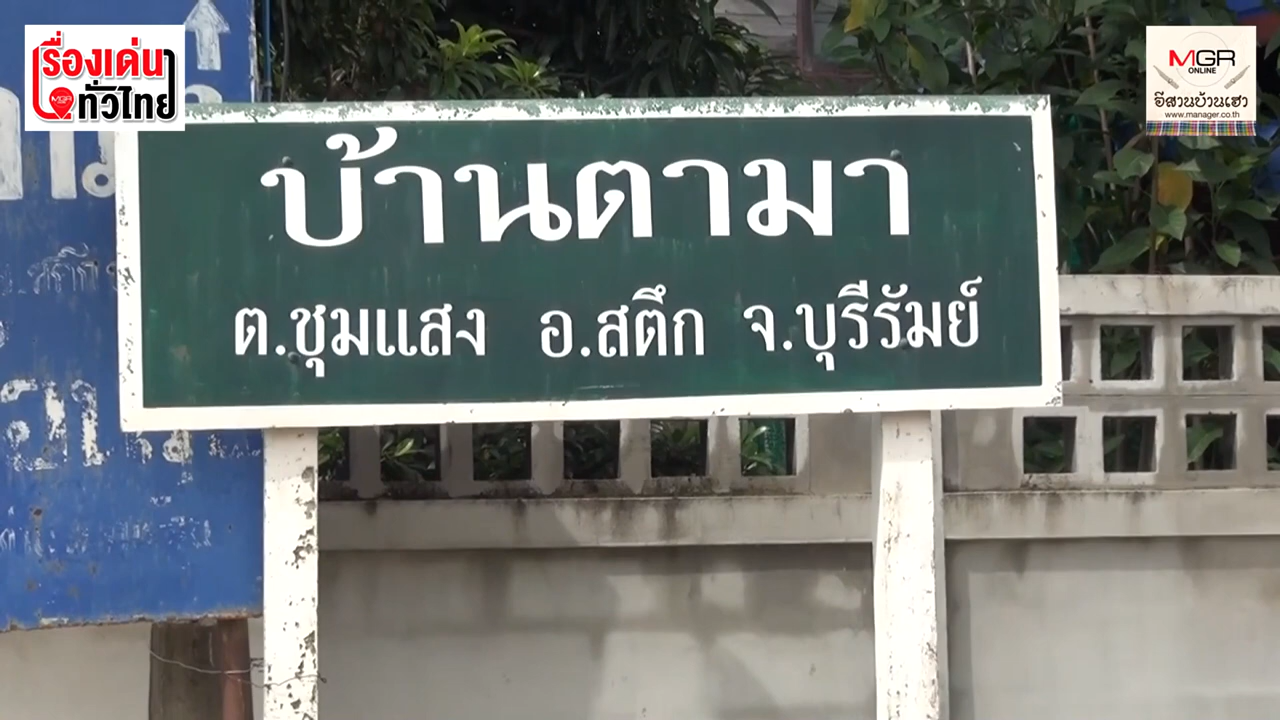 เรื่องเด่น
ทั่วไทย
MGR
ONLINE
อีสานบ้านเฮา
www.manager.co.th
บ้านตามา
ต.ชุมแสง อ.สตึก จ.บุรีรัมย์